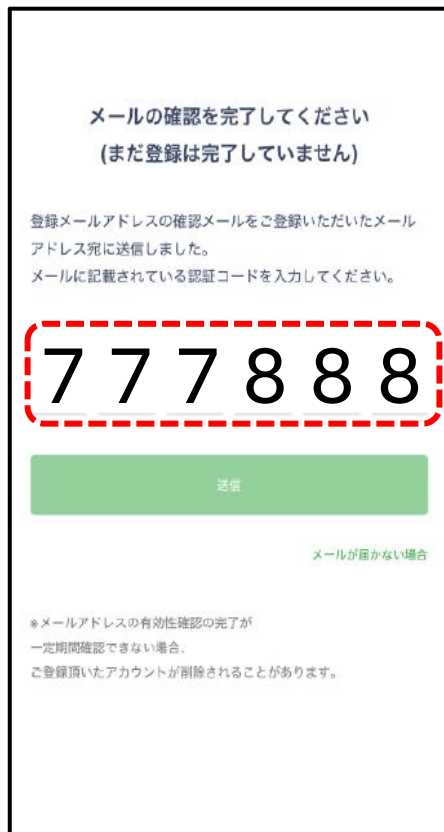 メールの確認を完了してください
(まだ登録は完了していません)
登録メールアドレスの確認メールをご登録いただいたメール
アドレス宛に送信しました。
メールに記載されている認証コードを入力してください。
7 7 7 8 8 8
送信
メールが届かない場合
※メールアドレスの有効性確認の完了が
一定期間確認できない場合、
ご登録頂いたアカウントが削除されることがあります。